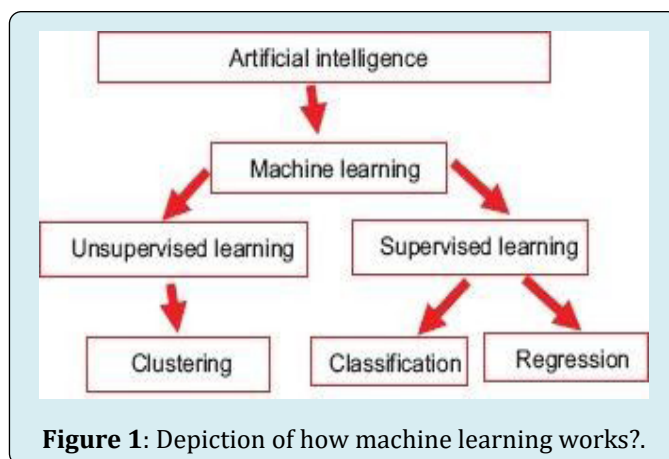 Artificial intelligence
Machine learning
Unsupervised learning
Supervised learning
Clustering
Classification
Regression
Figure 1: Depiction of how machine learning works?.